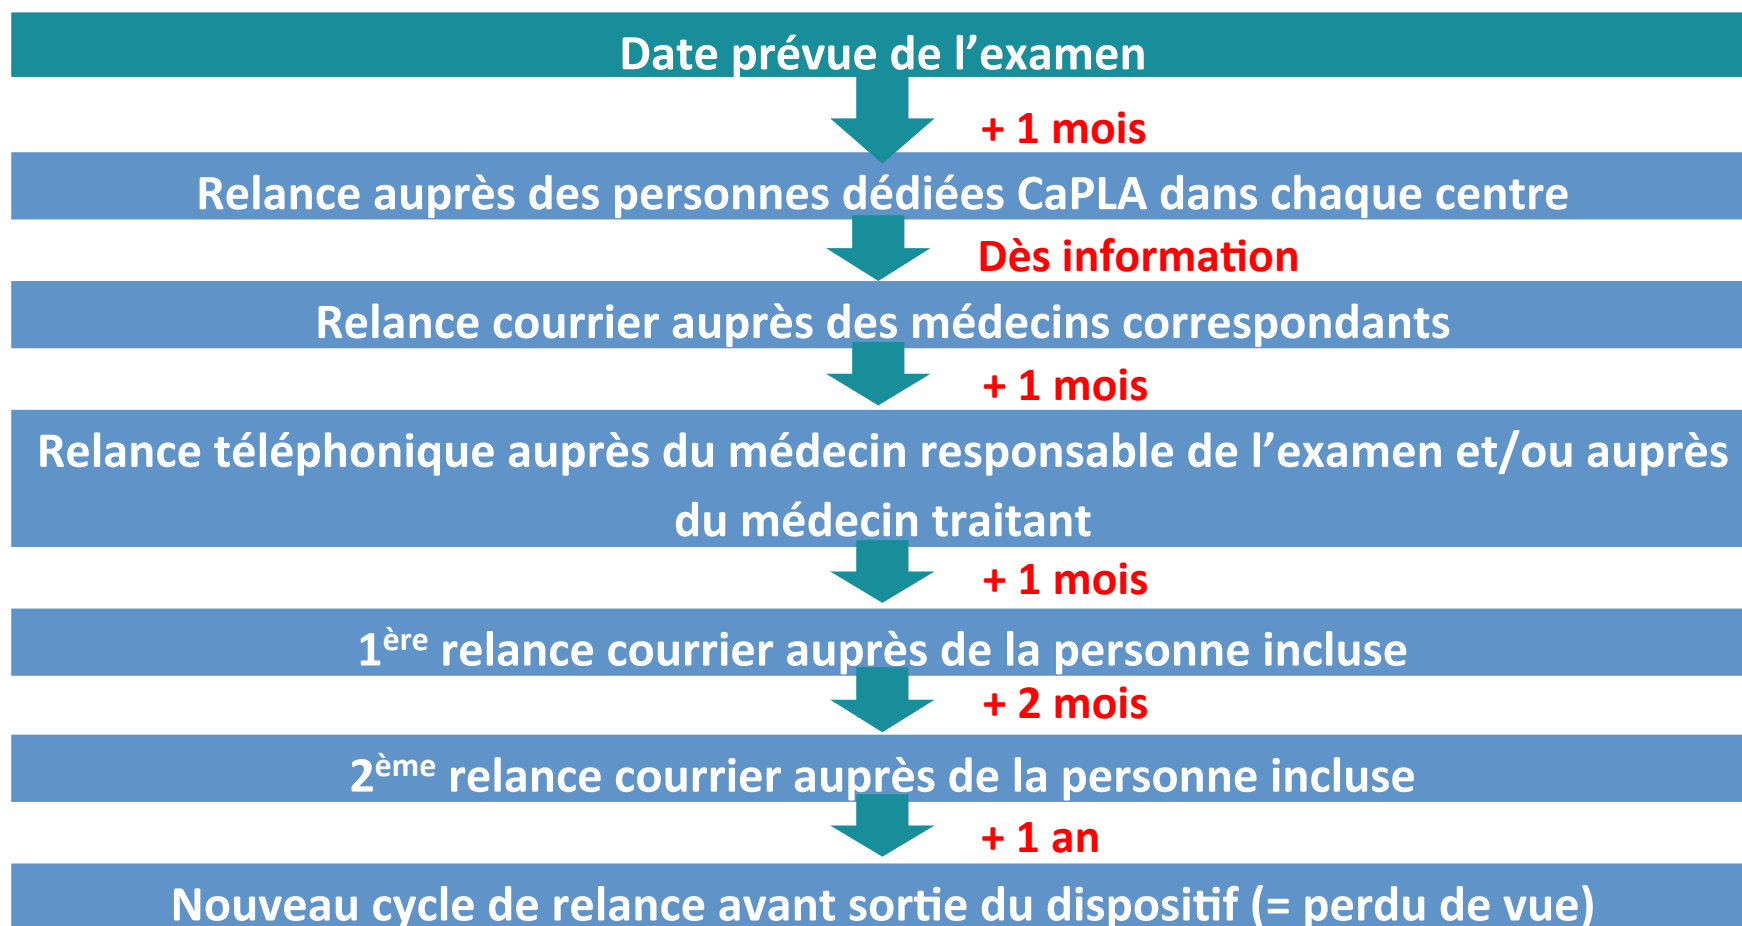 Date prévue de l’examen
+ 1 mois
Relance auprès des personnes dédiées CaPLA dans chaque centre
Dès information
Relance courrier auprès des médecins correspondants
+ 1 mois
Relance téléphonique auprès du médecin responsable de l’examen et/ou auprès
du médecin traitant
+ 1 mois
1ère relance courrier auprès de la personne incluse
+ 2 mois
2ème relance courrier auprès de la personne incluse
+ 1 an
Nouveau cycle de relance avant sortie du dispositif (= perdu de vue)